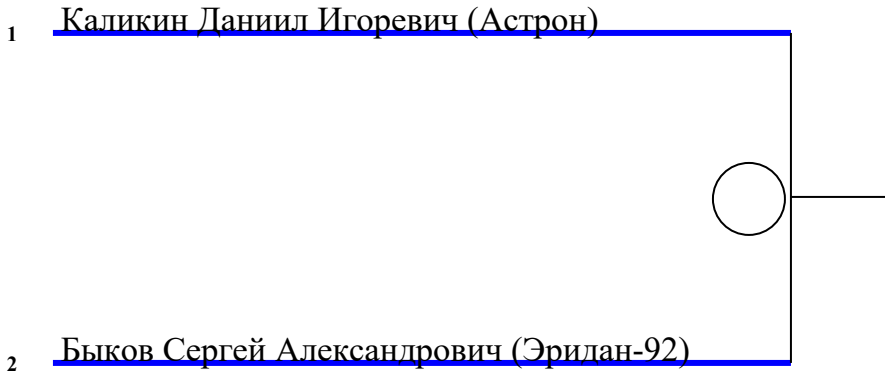 1 Каликин Даниил Игоревич (Астрон)
2 Быков Сергей Александрович (Эридан-92)